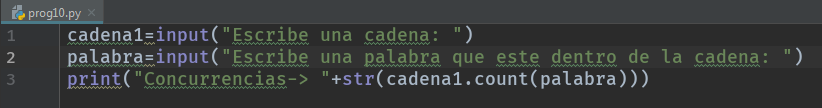 prog10.py
1 cadena1=input("Escribe una cadena: ")
2 palabra=input("Escribe una palabra que este dentro de la cadena: ")
3 print("Concurrencias-> "+str(cadena1.count(palabra)))